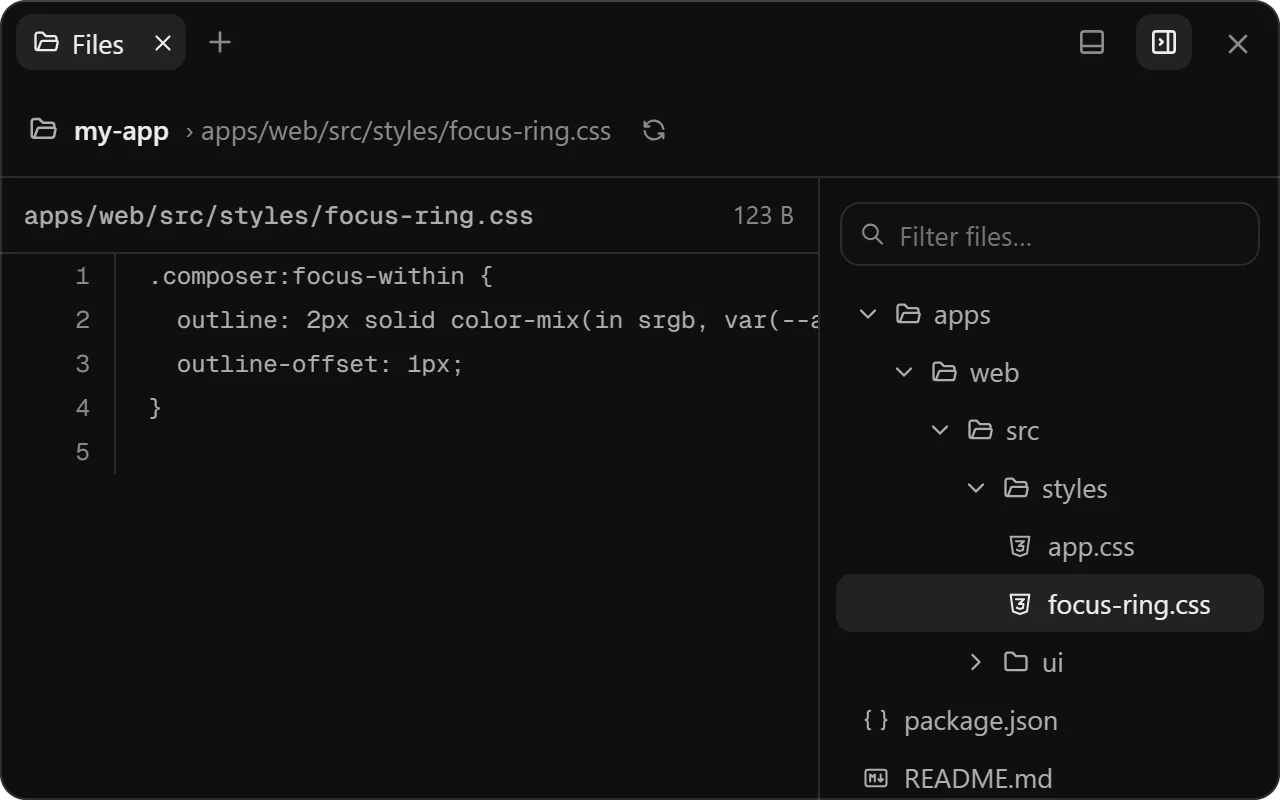 Files
my-app › apps/web/src/styles/focus-ring.css
apps/web/src/styles/focus-ring.css 123 B
1 .composer:focus-within {
2 outline: 2px solid color-mix(in srgb, var(--a
3 outline-offset: 1px;
4 }
5
Filter files...
apps
web
src
styles
app.css
focus-ring.css
ui
package.json
README.md